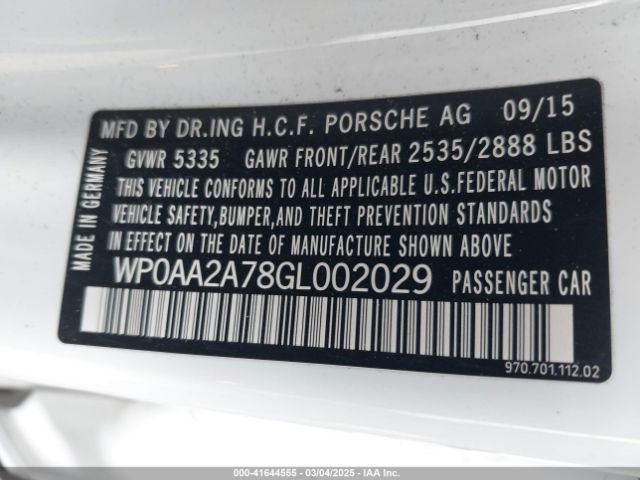 MFD BY DR.ING H.C.F. PORSCHE AG 09/15
GVWR 5335 GAWR FRONT/REAR 2535/2888 LBS
THIS VEHICLE CONFORMS TO ALL APPLICABLE U.S.FEDERAL MOTOR
VEHICLE SAFETY,BUMPER,AND THEFT PREVENTION STANDARDS
IN EFFECT ON THE DATE OF MANUFACTURE SHOWN ABOVE
WP0AA2A78GL002029 PASSENGER CAR
MADE IN GERMANY
970.701.112.02
000-41644555 - 03/04/2025 - IAA Inc.